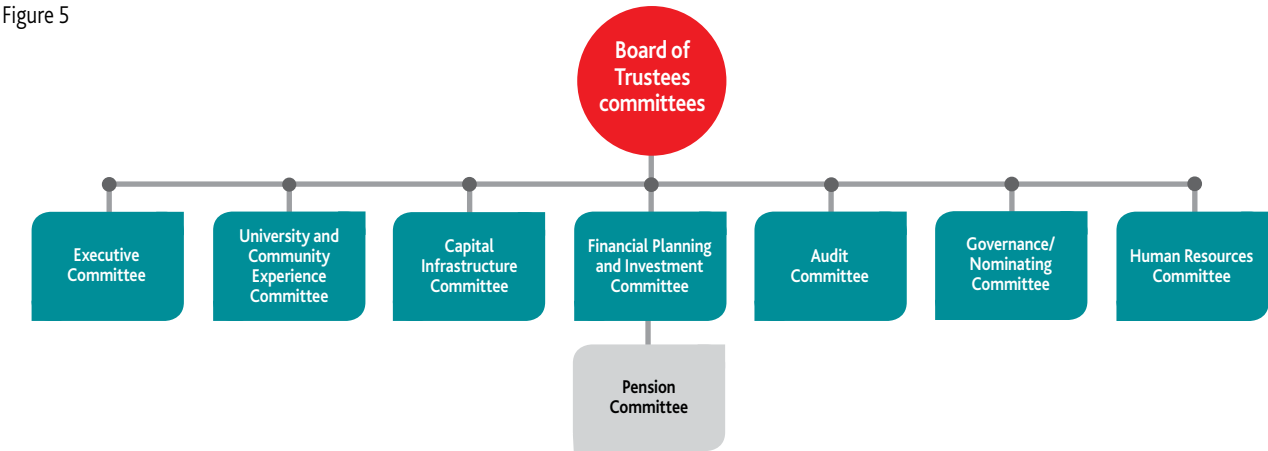 Figure 5
Board of
Trustees
committees
Executive
Committee
University and
Community
Experience
Committee
Capital
Infrastructure
Committee
Financial Planning
and Investment
Committee
Audit
Committee
Governance/
Nominating
Committee
Human Resources
Committee
Pension
Committee